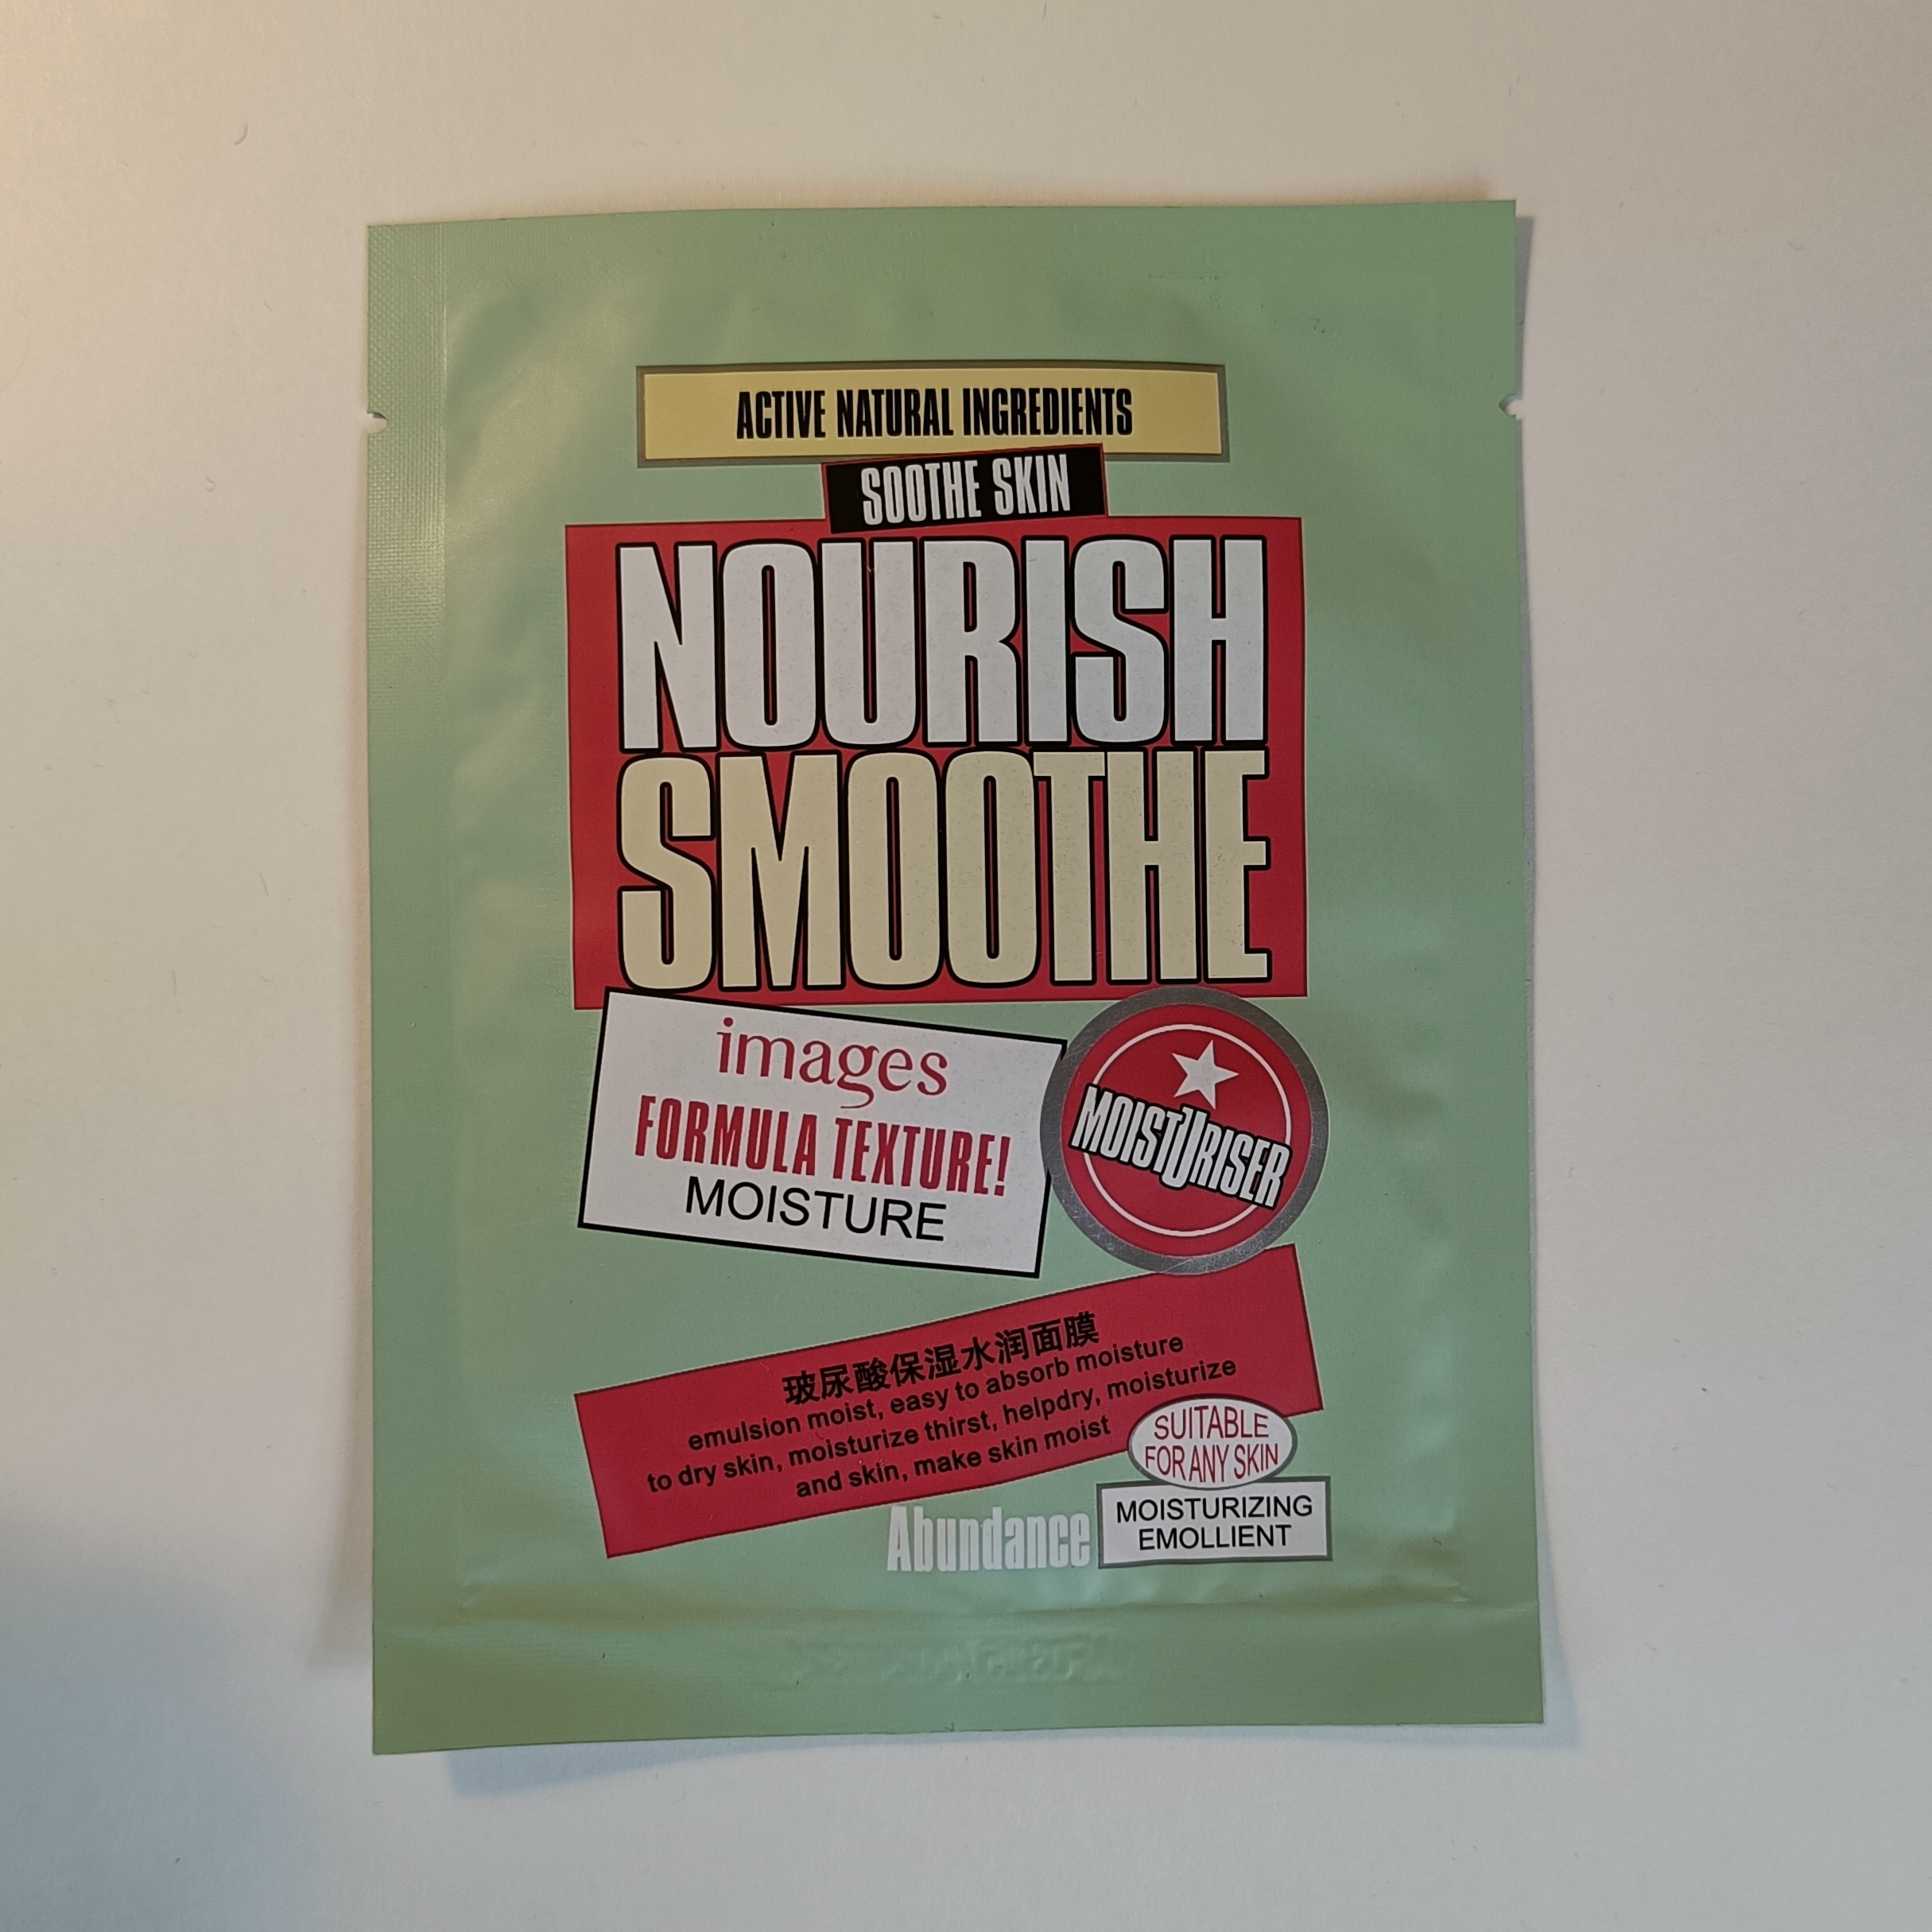 ACTIVE NATURAL INGREDIENTS
SOOTHE SKIN
NOURISH
SMOOTHE
images
FORMULA TEXTURE!
MOISTURE
MOISTURISER
玻尿酸保湿水润面膜
emulsion moist, easy to absorb moisture
to dry skin, moisturize thirst, helpdry, moisturize
and skin, make skin moist
SUITABLE
FOR ANY SKIN
Abundance
MOISTURIZING
EMOLLIENT